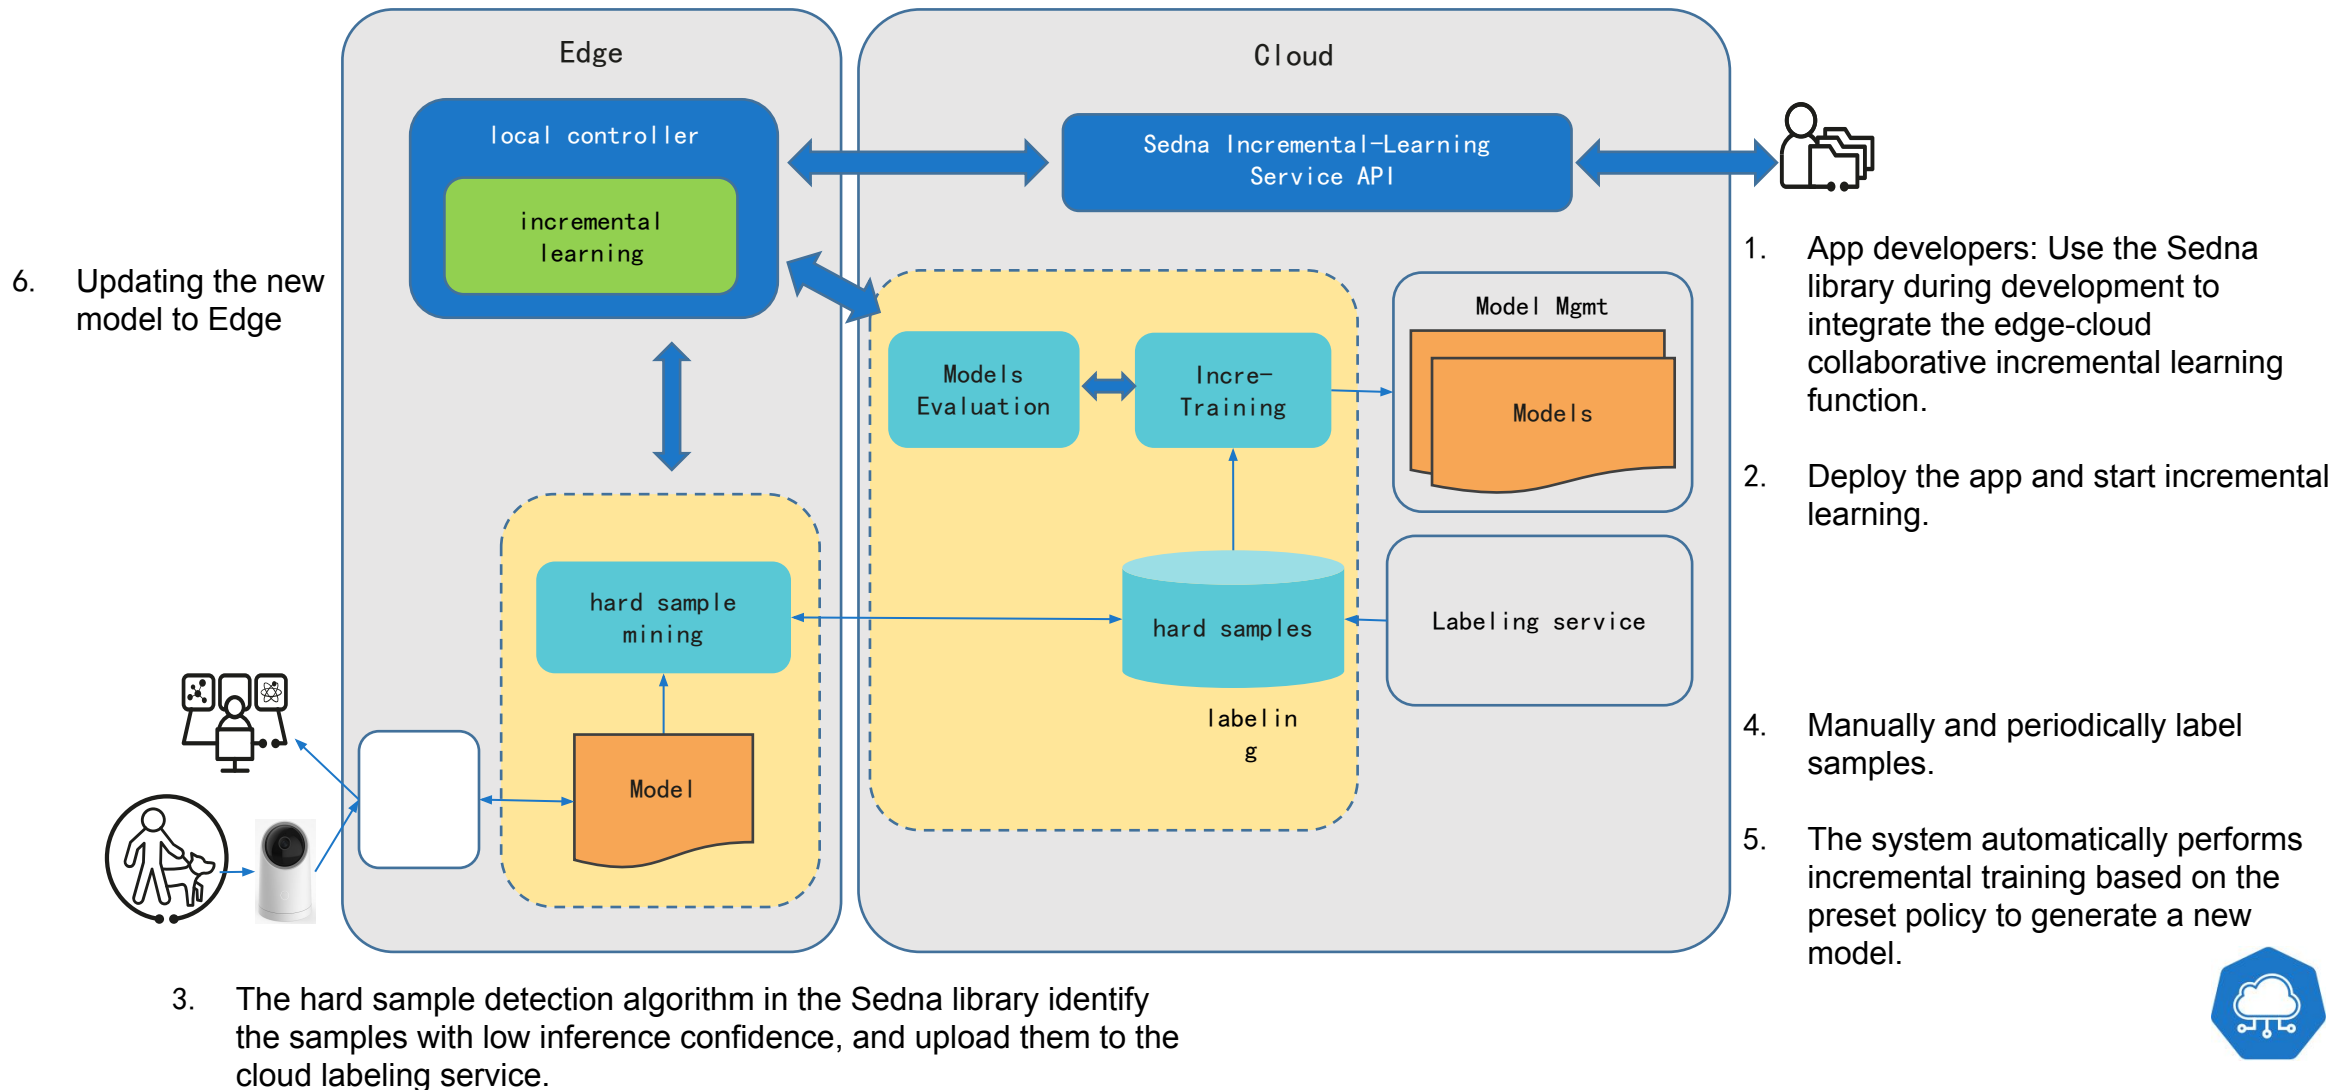 Edge
Cloud
local controller
incremental
learning
Sedna Incremental-Learning
Service API
6. Updating the new
model to Edge
Models
Evaluation
Incre-
Training
Model Mgmt
Models
hard sample
mining
hard samples
Labeling service
labelin
g
Model
1. App developers: Use the Sedna
library during development to
integrate the edge-cloud
collaborative incremental learning
function.
2. Deploy the app and start incremental
learning.
4. Manually and periodically label
samples.
5. The system automatically performs
incremental training based on the
preset policy to generate a new
model.
3. The hard sample detection algorithm in the Sedna library identify
the samples with low inference confidence, and upload them to the
cloud labeling service.